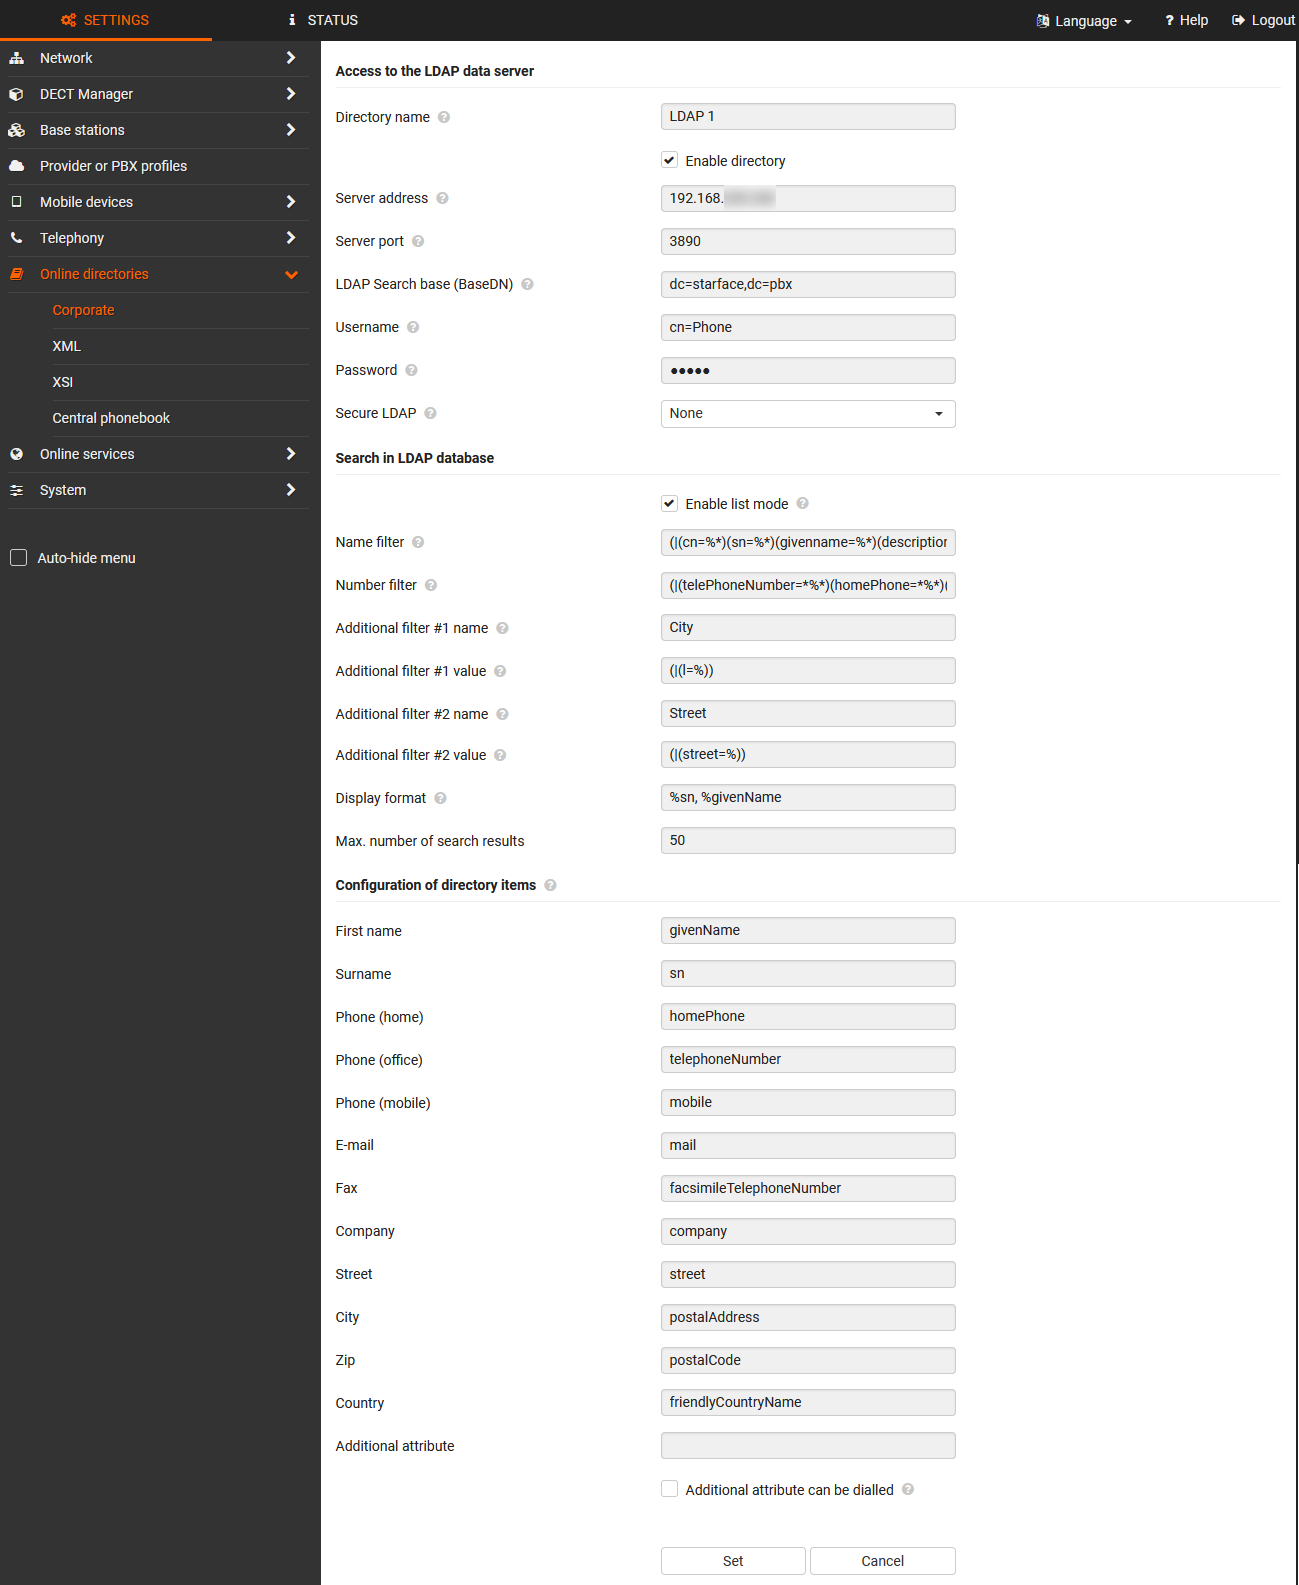 SETTINGS STATUS Language ? Help Logout
Network
DECT Manager
Base stations
Provider or PBX profiles
Mobile devices
Telephony
Online directories
Corporate
XML
XSI
Central phonebook
Online services
System
Auto-hide menu
Access to the LDAP data server
Directory name ? LDAP 1
Enable directory
Server address ? 192.168.
Server port ? 3890
LDAP Search base (BaseDN) ? dc=starface,dc=pbx
Username ? cn=Phone
Password ? •••••
Secure LDAP ? None
Search in LDAP database
Enable list mode ?
Name filter ? (|(cn=%*)(sn=%*)(givenname=%*)(description
Number filter ? (|(telePhoneNumber=*%*)(homePhone=*%*)(
Additional filter #1 name ? City
Additional filter #1 value ? (|(l=%))
Additional filter #2 name ? Street
Additional filter #2 value ? (|(street=%))
Display format ? %sn, %givenName
Max. number of search results 50
Configuration of directory items ?
First name givenName
Surname sn
Phone (home) homePhone
Phone (office) telephoneNumber
Phone (mobile) mobile
E-mail mail
Fax facsimileTelephoneNumber
Company company
Street street
City postalAddress
Zip postalCode
Country friendlyCountryName
Additional attribute
Additional attribute can be dialled ?
Set Cancel